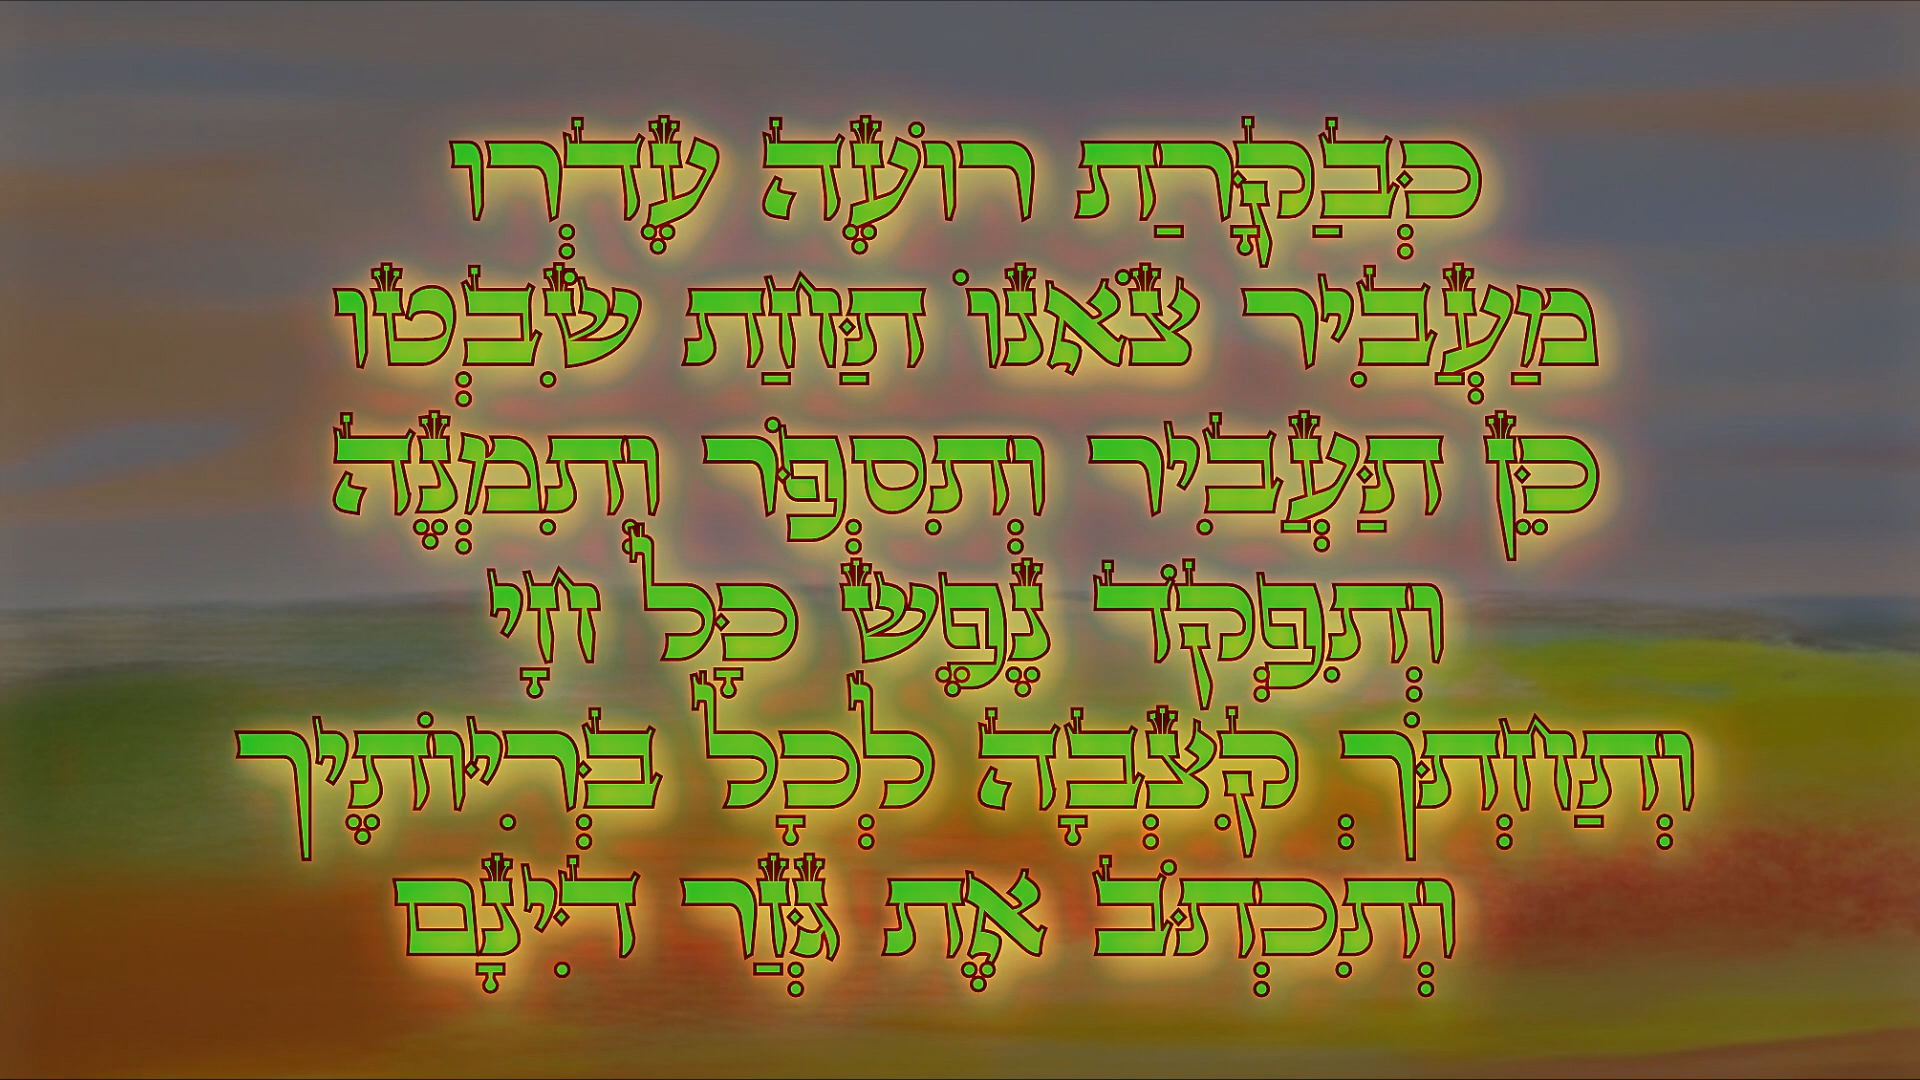 כְּבַקָּרַת רוֹעֶה עֶדְרוֹ
מַעֲבִיר צֹאנוֹ תַּחַת שִׁבְטוֹ
כֵּן תַּעֲבִיר וְתִסְפֹּר וְתִמְנֶה
וְתִפְקֹד נֶפֶשׁ כָּל חָי
וְתַחְתֹּךְ קִצְבָה לְכָל בְּרִיּוֹתֶיךָ
וְתִכְתֹּב אֶת גְּזַר דִּינָם